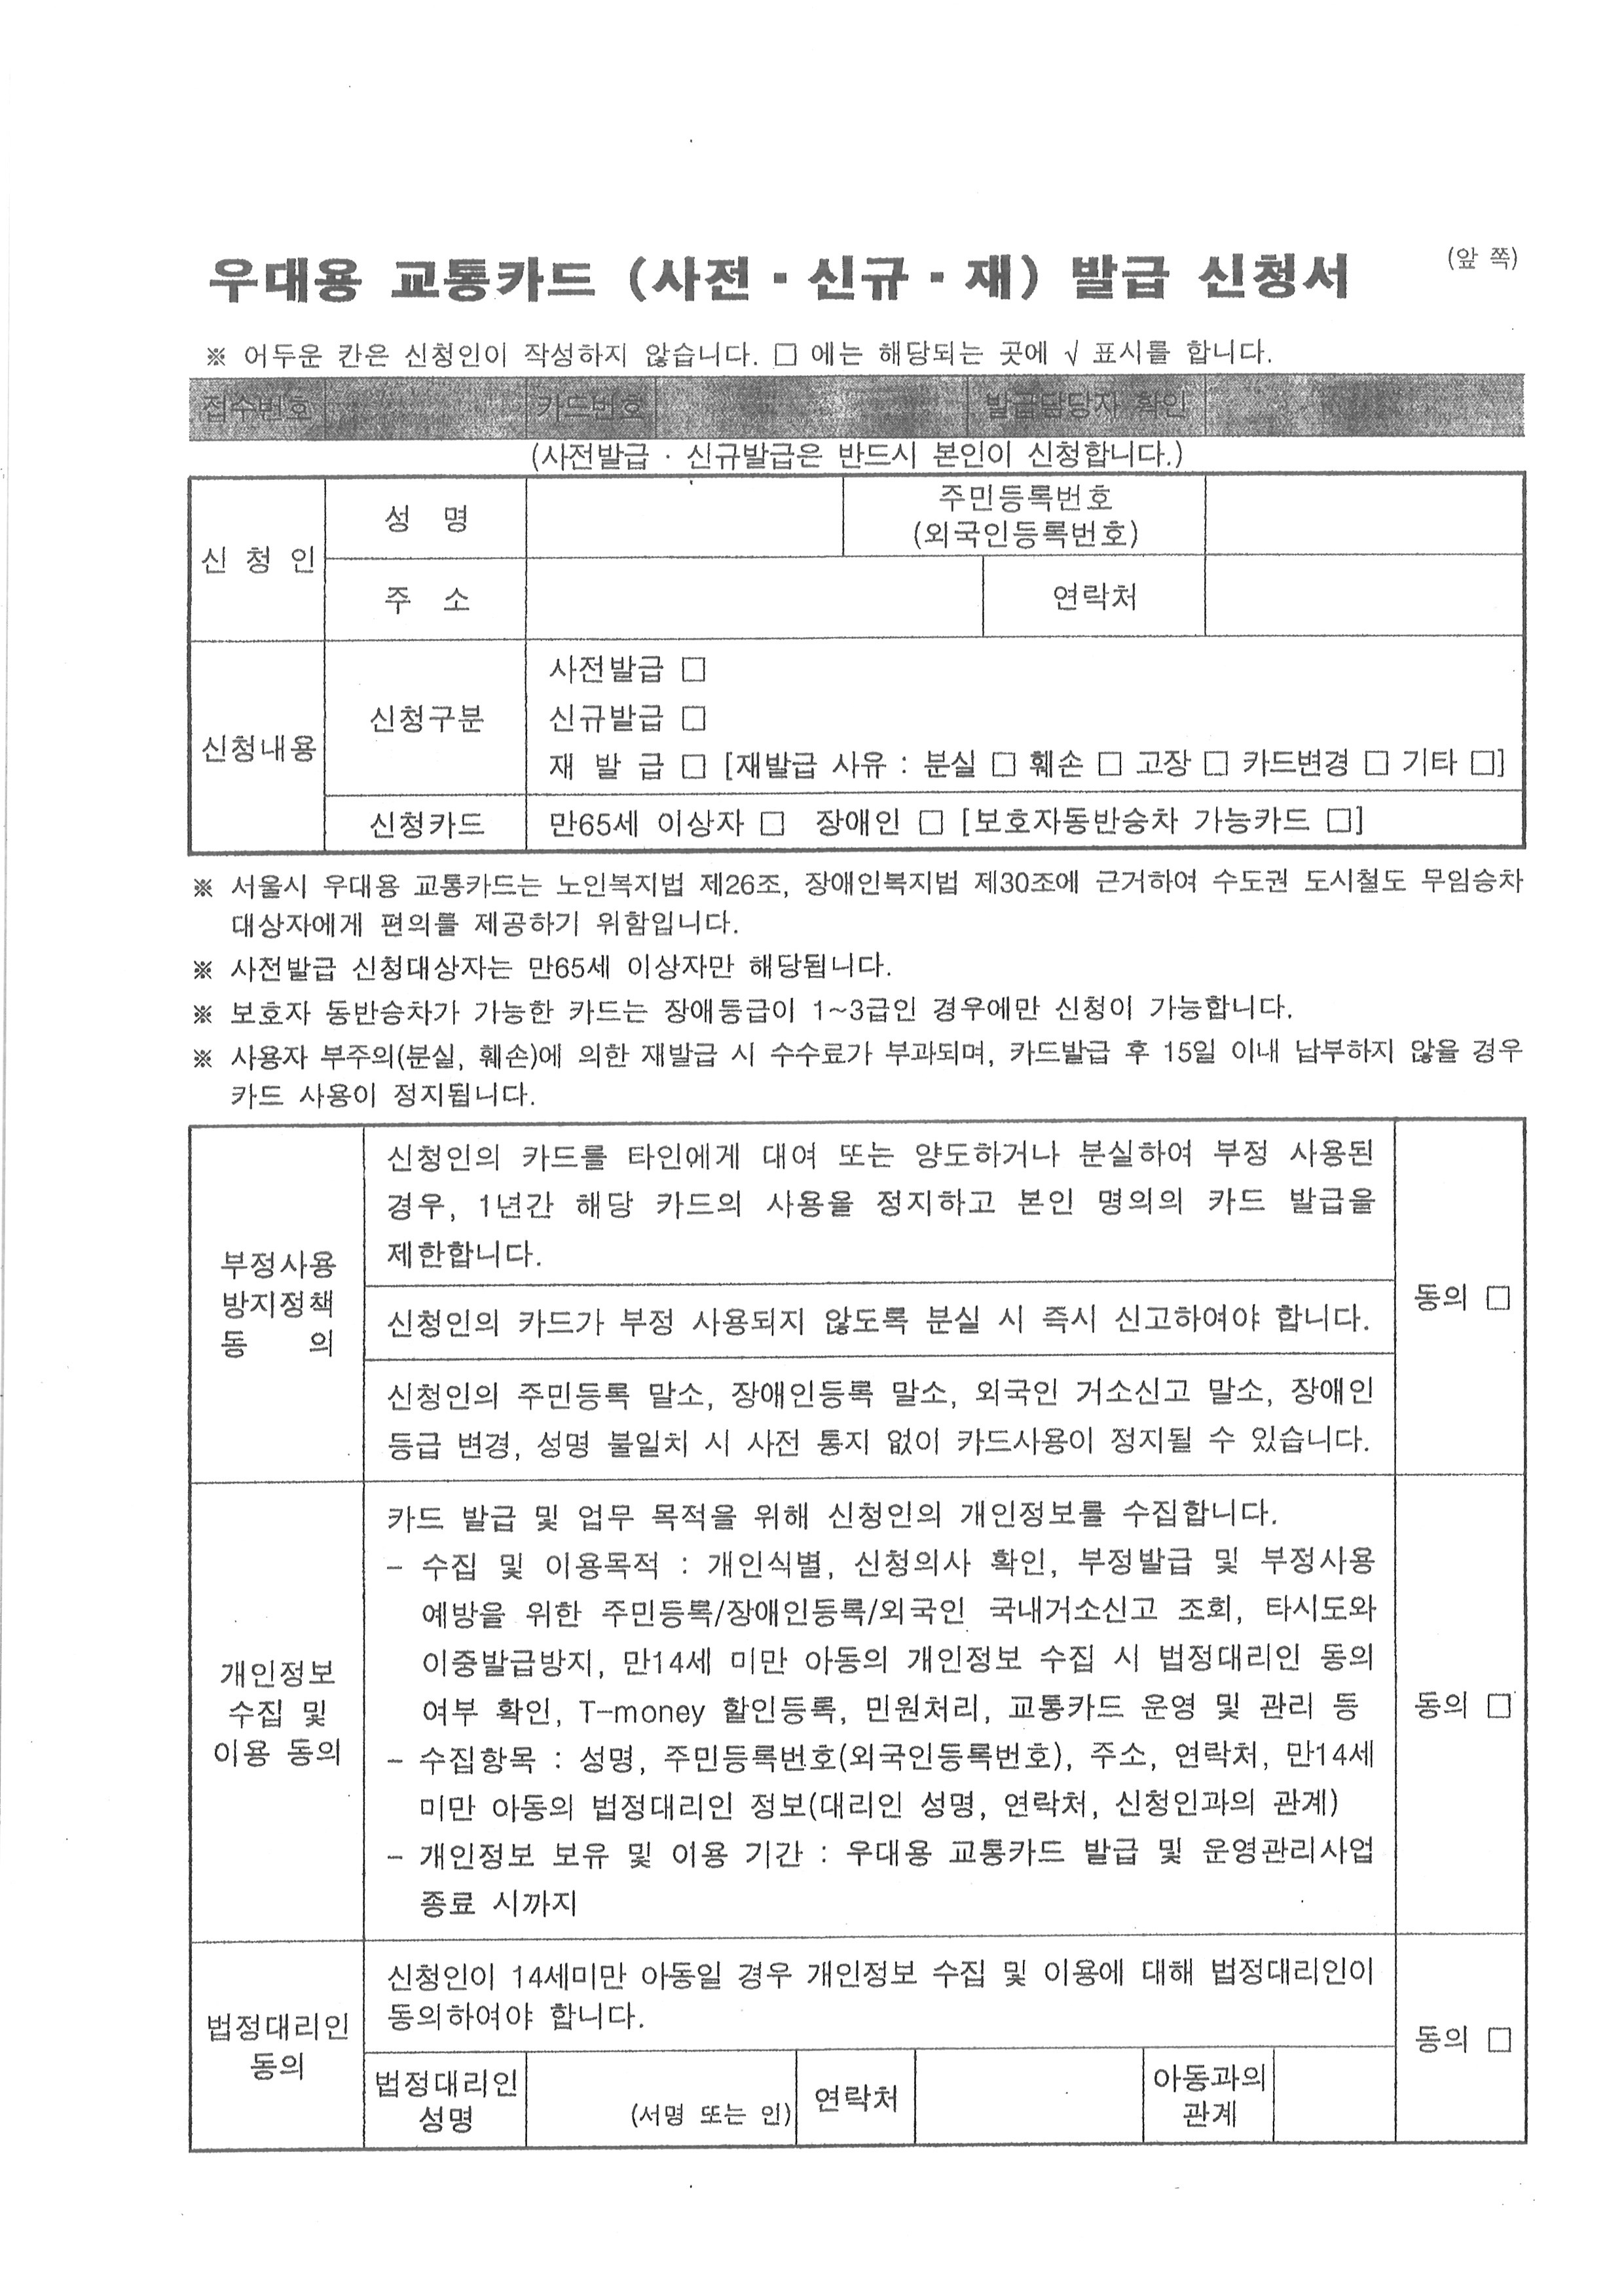 (앞 쪽)
우대용 교통카드 (사전 · 신규 · 재) 발급 신청서
※ 어두운 칸은 신청인이 작성하지 않습니다. □ 에는 해당되는 곳에 √ 표시를 합니다.
접수번호 카드번호 발급담당자 확인
(사전발급 · 신규발급은 반드시 본인이 신청합니다.)
신 청 인
성 명
주민등록번호
(외국인등록번호)
주 소
연락처
신청내용
신청구분
사전발급 □
신규발급 □
재 발 급 □ [재발급 사유 : 분실 □ 훼손 □ 고장 □ 카드변경 □ 기타 □]
신청카드
만65세 이상자 □ 장애인 □ [보호자동반승차 가능카드 □]
※ 서울시 우대용 교통카드는 노인복지법 제26조, 장애인복지법 제30조에 근거하여 수도권 도시철도 무임승차
대상자에게 편의를 제공하기 위함입니다.
※ 사전발급 신청대상자는 만65세 이상자만 해당됩니다.
※ 보호자 동반승차가 가능한 카드는 장애등급이 1~3급인 경우에만 신청이 가능합니다.
※ 사용자 부주의(분실, 훼손)에 의한 재발급 시 수수료가 부과되며, 카드발급 후 15일 이내 납부하지 않을 경우
카드 사용이 정지됩니다.
부정사용
방지정책
동 의
신청인의 카드를 타인에게 대여 또는 양도하거나 분실하여 부정 사용된
경우, 1년간 해당 카드의 사용을 정지하고 본인 명의의 카드 발급을
제한합니다.
신청인의 카드가 부정 사용되지 않도록 분실 시 즉시 신고하여야 합니다.
신청인의 주민등록 말소, 장애인등록 말소, 외국인 거소신고 말소, 장애인
등급 변경, 성명 불일치 시 사전 통지 없이 카드사용이 정지될 수 있습니다.
동의 □
개인정보
수집 및
이용 동의
카드 발급 및 업무 목적을 위해 신청인의 개인정보를 수집합니다.
- 수집 및 이용목적 : 개인식별, 신청의사 확인, 부정발급 및 부정사용
예방을 위한 주민등록/장애인등록/외국인 국내거소신고 조회, 타시도와
이중발급방지, 만14세 미만 아동의 개인정보 수집 시 법정대리인 동의
여부 확인, T-money 할인등록, 민원처리, 교통카드 운영 및 관리 등
- 수집항목 : 성명, 주민등록번호(외국인등록번호), 주소, 연락처, 만14세
미만 아동의 법정대리인 정보(대리인 성명, 연락처, 신청인과의 관계)
- 개인정보 보유 및 이용 기간 : 우대용 교통카드 발급 및 운영관리사업
종료 시까지
동의 □
법정대리인
동의
신청인이 14세미만 아동일 경우 개인정보 수집 및 이용에 대해 법정대리인이
동의하여야 합니다.
법정대리인
성명
(서명 또는 인)
연락처
아동과의
관계
동의 □